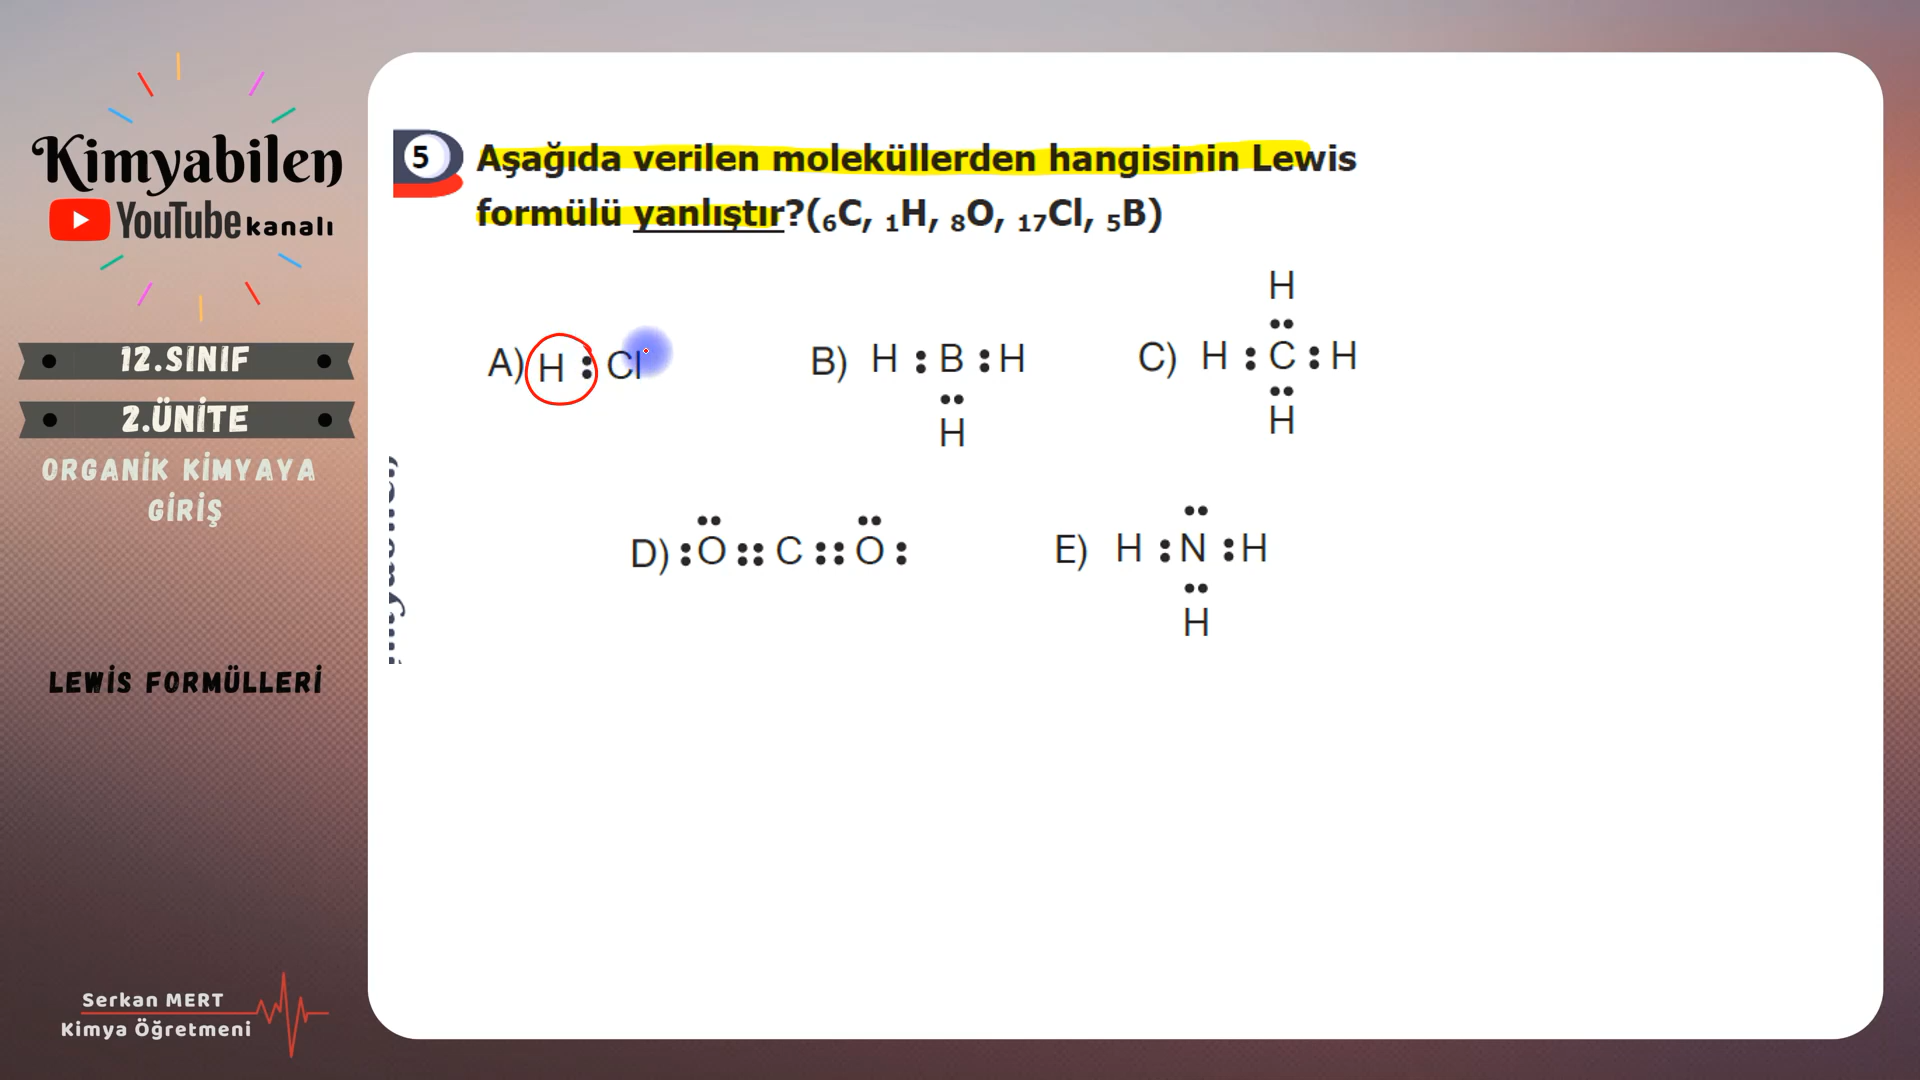 Kimyabilen
YouTube kanalı
12.SINIF
2.ÜNİTE
ORGANİK KİMYAYA
GİRİŞ
LEWİS FORMÜLLERİ
Serkan MERT
Kimya Öğretmeni
5 Aşağıda verilen moleküllerden hangisinin Lewis
formülü yanlıştır?(₆C, ₁H, ₈O, ₁₇Cl, ₅B)
A) H : Cl
B) H : B : H
••
H
C) H : C : H
H
••
••
H
D) :O :: C :: O:
•• ••
E) H : N : H
••
••
H